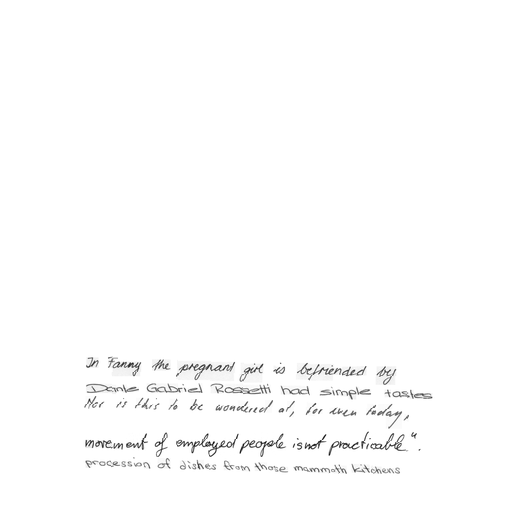 In Fanny the pregnant girl is befriended by
Dante Gabriel Rossetti had simple tastes
Nor is this to be wondered at, for even today,
movement of employed people is not practicable".
procession of dishes from those mammoth kitchens